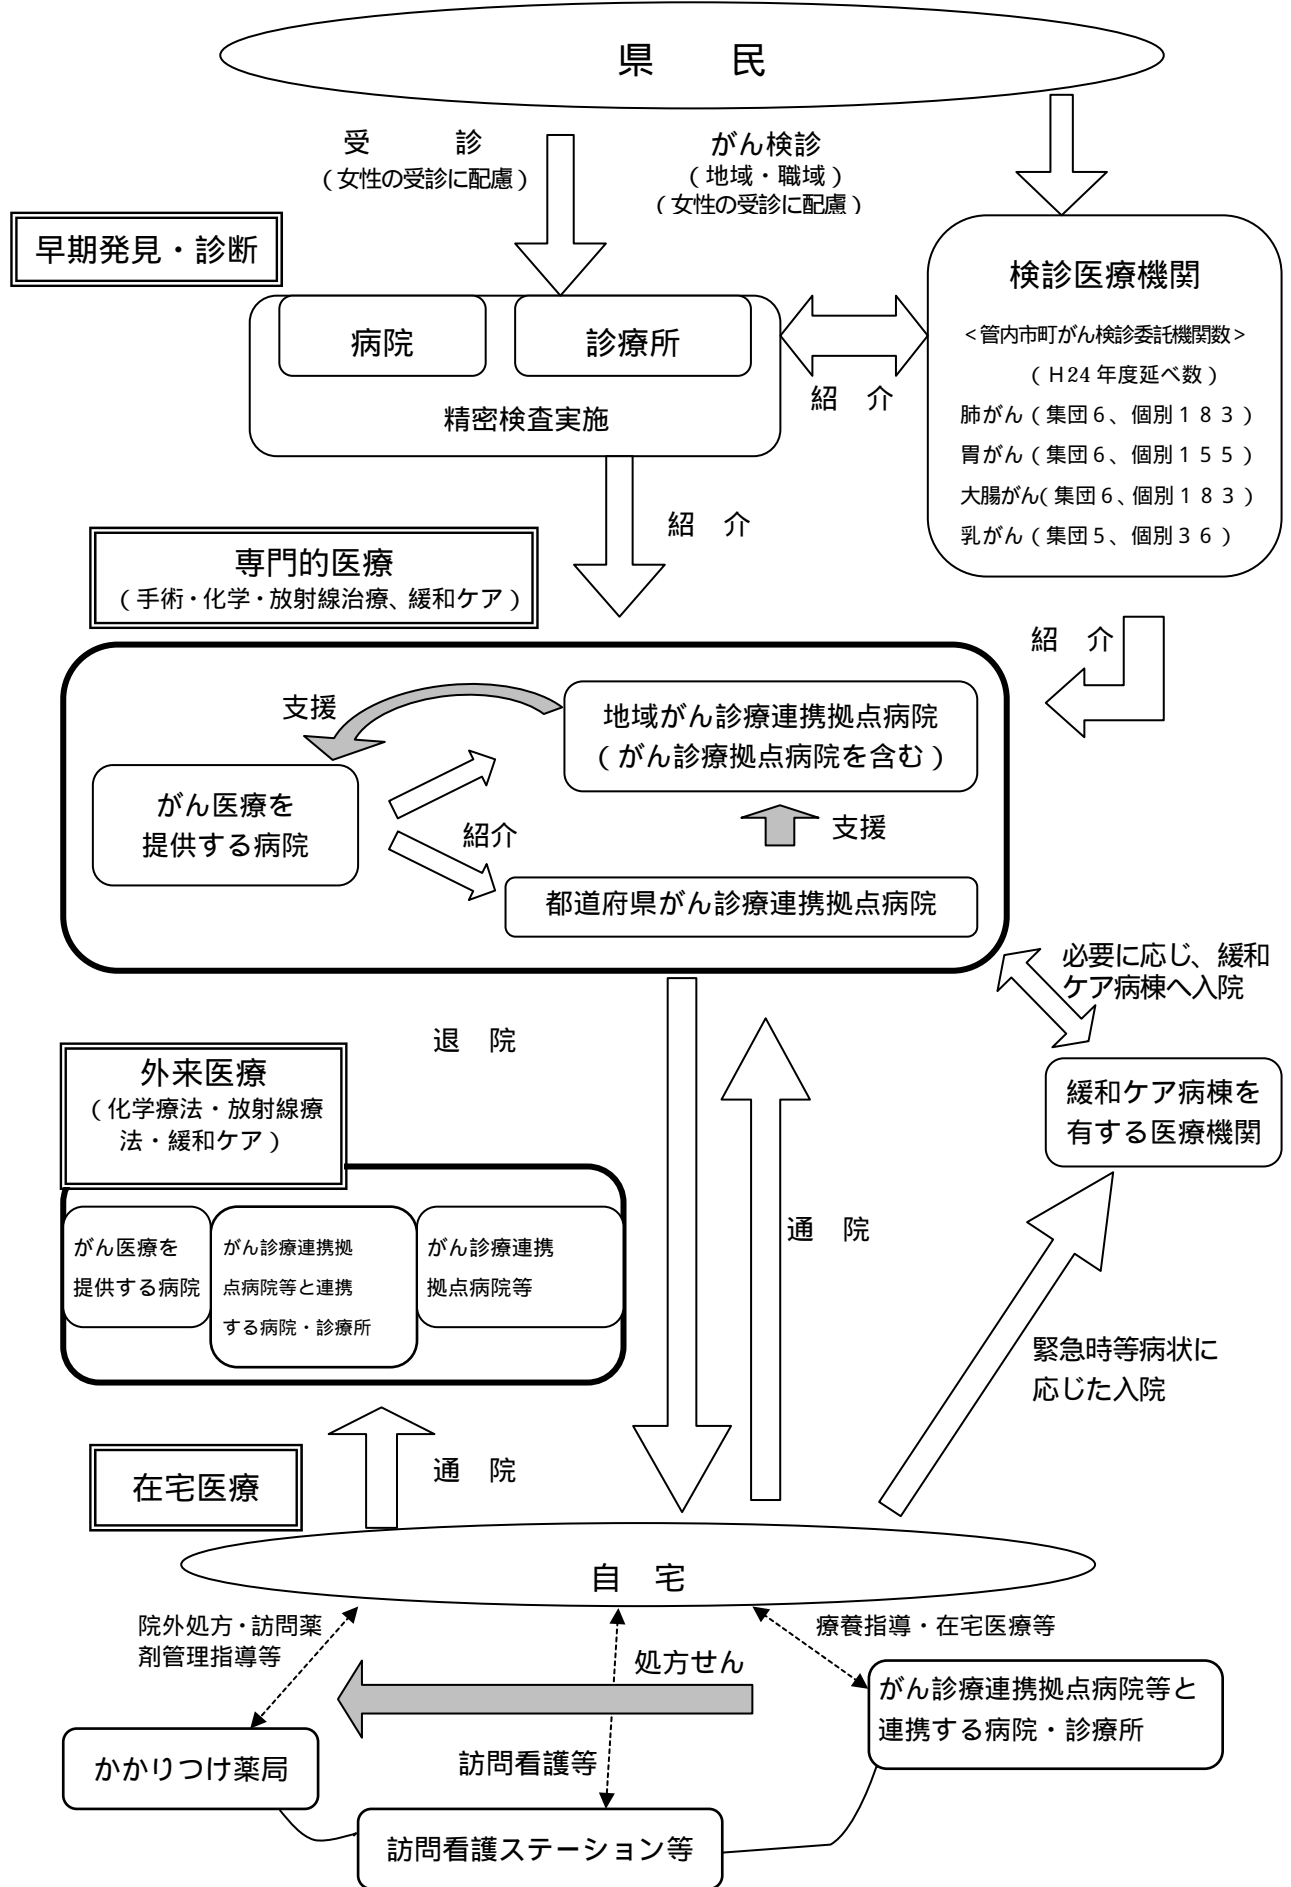 県　民
受　診
（女性の受診に配慮）
がん検診
（地域・職域）
（女性の受診に配慮）
早期発見・診断
病院
診療所
精密検査実施
紹　介
検診医療機関
＜管内市町がん検診委託機関数＞
（Ｈ24年度延べ数）
肺がん（集団６、個別１８３）
胃がん（集団６、個別１５５）
大腸がん（集団６、個別１８３）
乳がん（集団５、個別３６）
紹　介
専門的医療
（手術・化学・放射線治療、緩和ケア）
紹　介
支援
地域がん診療連携拠点病院
（がん診療拠点病院を含む）
がん医療を
提供する病院
紹介
支援
都道府県がん診療連携拠点病院
必要に応じ、緩和
ケア病棟へ入院
退　院
外来医療
（化学療法・放射線療
法・緩和ケア）
緩和ケア病棟を
有する医療機関
がん医療を
提供する病院
がん診療連携拠
点病院等と連携
する病院・診療所
がん診療連携
拠点病院等
通　院
緊急時等病状に
応じた入院
在宅医療
通　院
自　宅
院外処方・訪問薬
剤管理指導等
処方せん
療養指導・在宅医療等
がん診療連携拠点病院等と
連携する病院・診療所
かかりつけ薬局
訪問看護等
訪問看護ステーション等